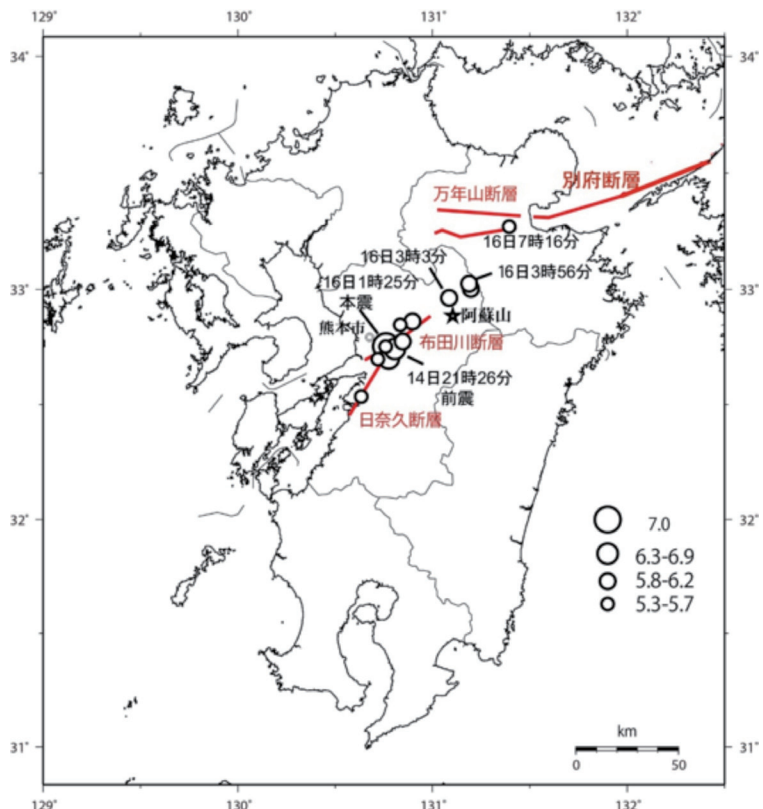 129°
130°
131°
132°
34°
34°
別府断層
万年山断層
16日7時16分
16日3時3分
16日3時56分
33°
33°
16日1時25分
本震
阿蘇山
熊本市
布田川断層
14日21時26分
前震
日奈久断層
32°
32°
7.0
6.3-6.9
5.8-6.2
5.3-5.7
km
0
50
31°
31°
129°
130°
131°
132°